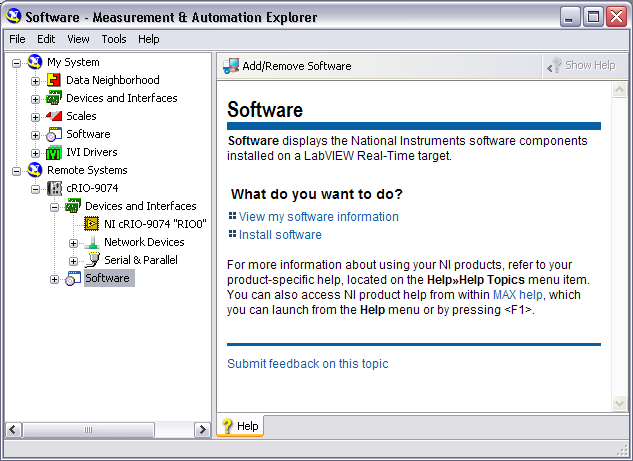 Software - Measurement & Automation Explorer
File Edit View Tools Help
My System
Data Neighborhood
Devices and Interfaces
Scales
Software
IVI Drivers
Remote Systems
cRIO-9074
Devices and Interfaces
NI cRIO-9074 "RIO0"
Network Devices
Serial & Parallel
Software
Add/Remove Software
Show Help
Software
Software displays the National Instruments software components
installed on a LabVIEW Real-Time target.
What do you want to do?
View my software information
Install software
For more information about using your NI products, refer to your
product-specific help, located on the Help»Help Topics menu item.
You can also access NI product help from within MAX help, which
you can launch from the Help menu or by pressing <F1>.
Submit feedback on this topic
Help